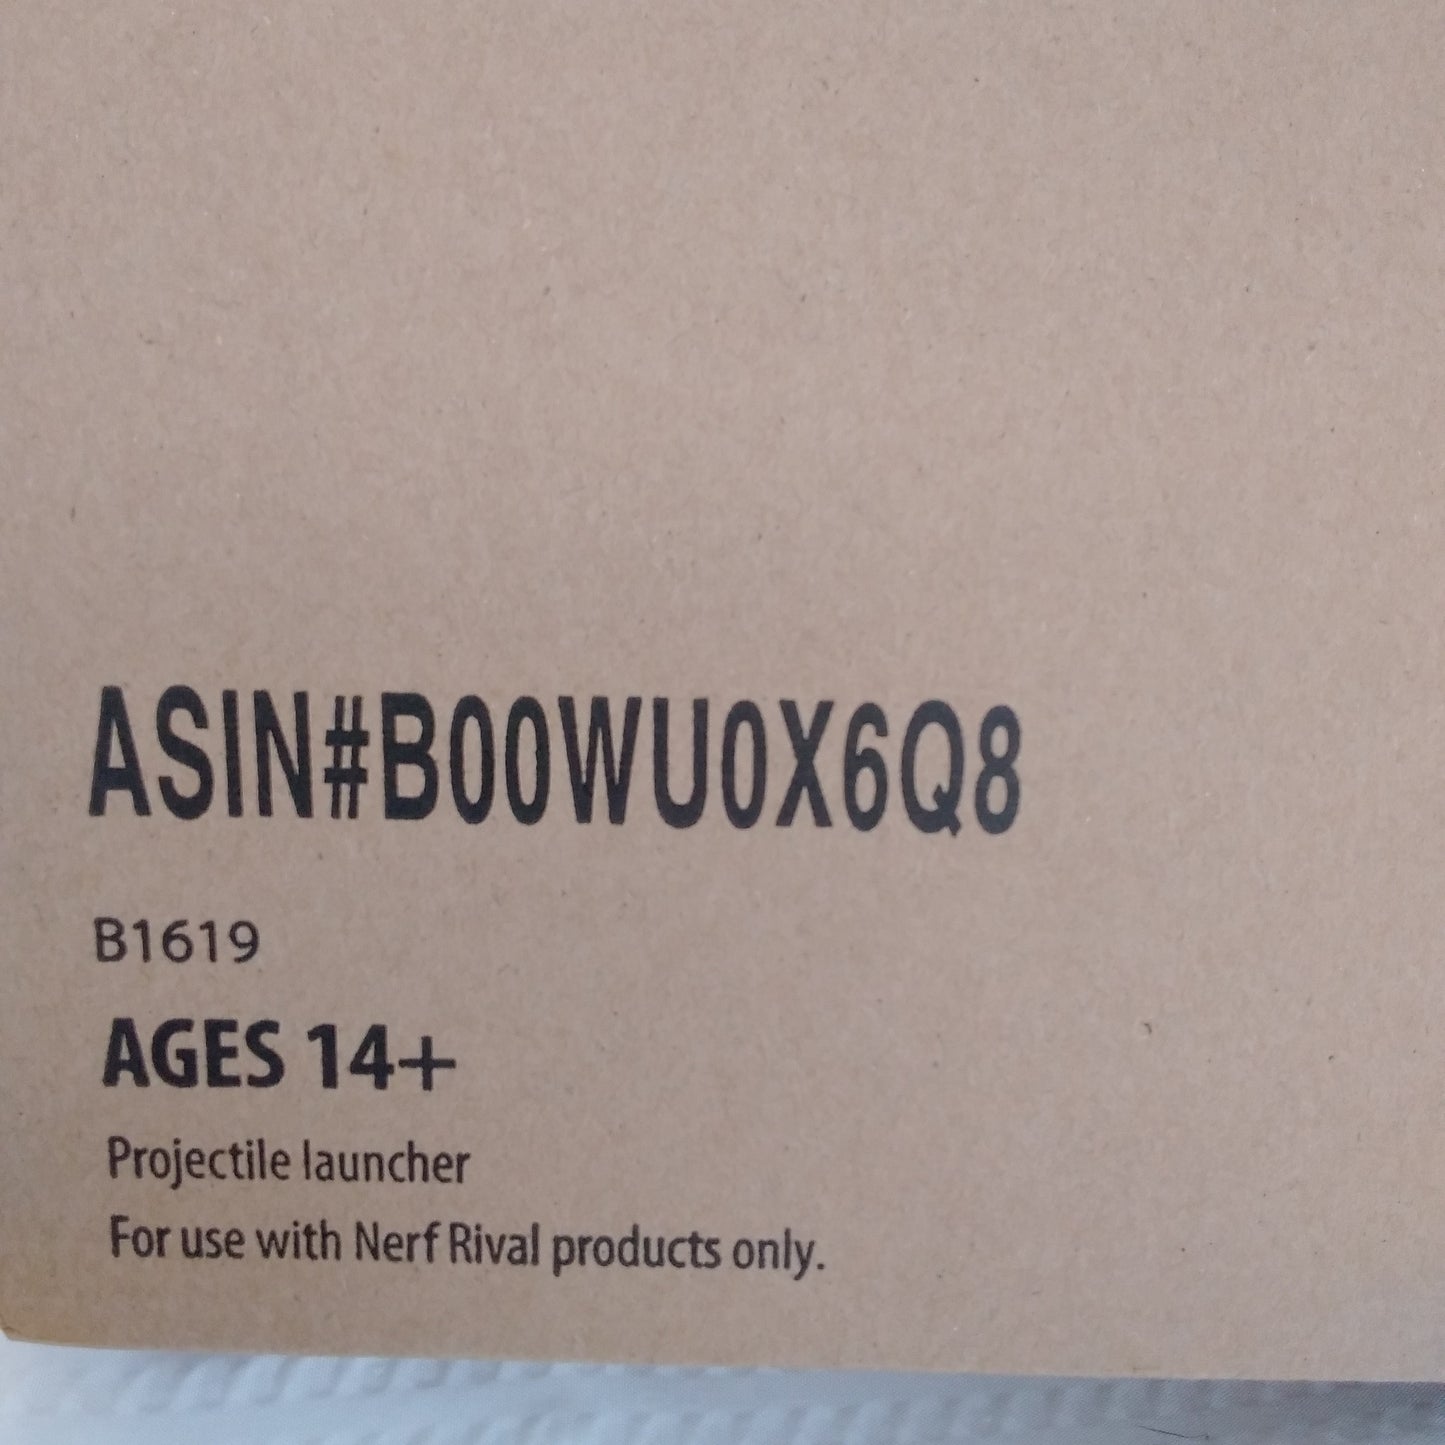 ASIN#B00WU0X6Q8
B1619
AGES 14+
Projectile launcher
For use with Nerf Rival products only.